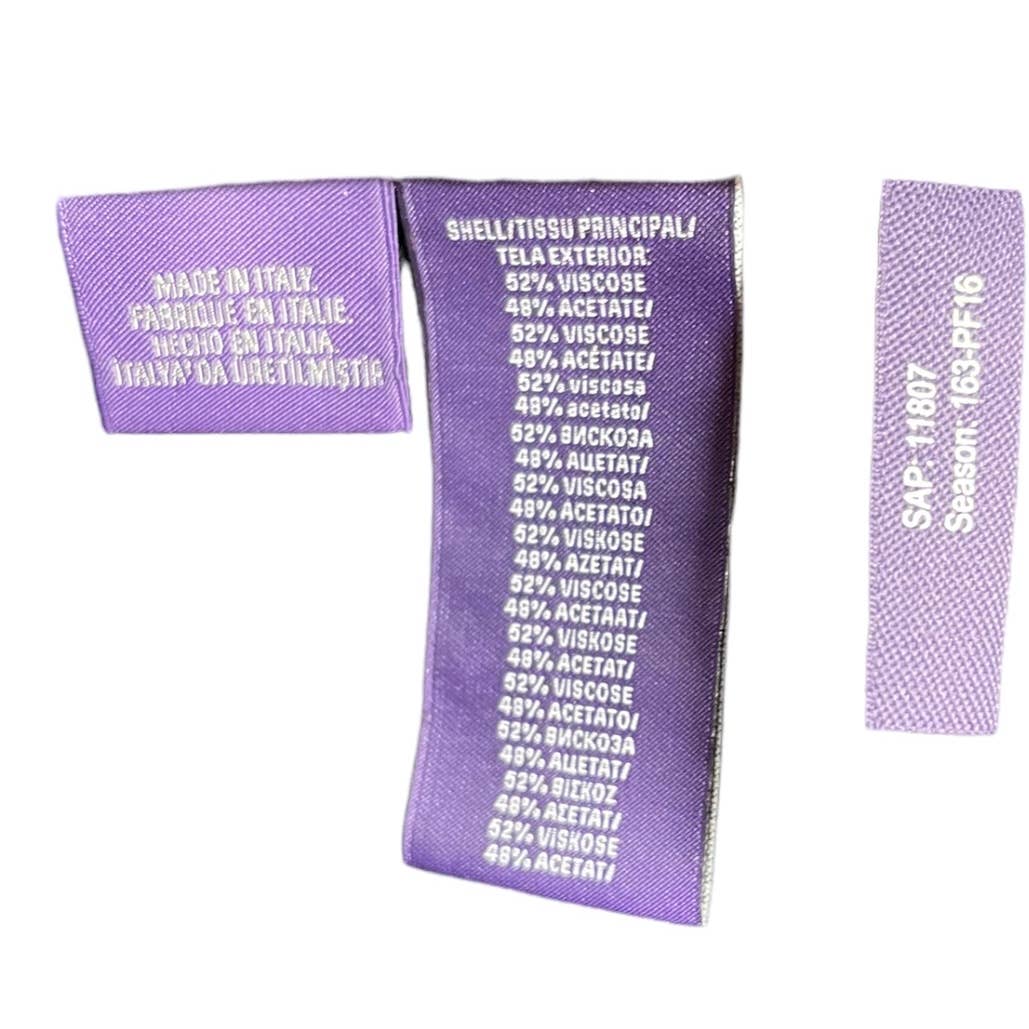 MADE IN ITALY.
FABRIQUE EN ITALIE.
HECHO EN ITALIA.
İTALYA' DA ÜRETİLMİŞTİR
SHELL/TISSU PRINCIPAL/
TELA EXTERIOR:
52% VISCOSE
48% ACETATE/
52% VISCOSE
48% ACÉTATE/
52% viscosa
48% acetato/
52% ВИСКОЗА
48% АЦЕТАТ/
52% VISCOSA
48% ACETATO/
52% VISKOSE
48% AZETAT/
52% VISCOSE
48% ACETAAT/
52% VISKOSE
48% ACETAT/
52% VISCOSE
48% ACETATO/
52% ВИСКОЗА
48% АЦЕТАТ/
52% ΒΙΣΚΟΖ
48% ΑΣΕΤΑΤ/
52% VİSKOSE
48% ACETAT/
SAP: 11807
Season: 163-PF16